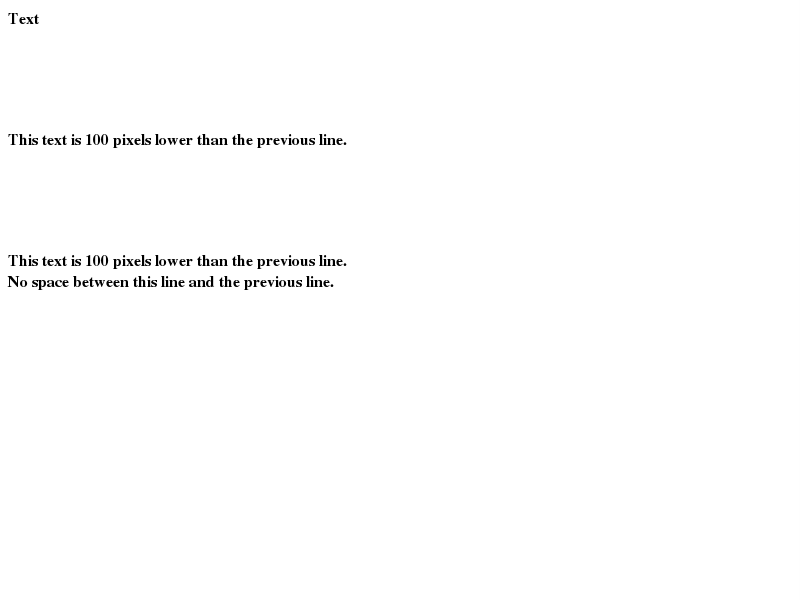 Text
This text is 100 pixels lower than the previous line.
This text is 100 pixels lower than the previous line.
No space between this line and the previous line.